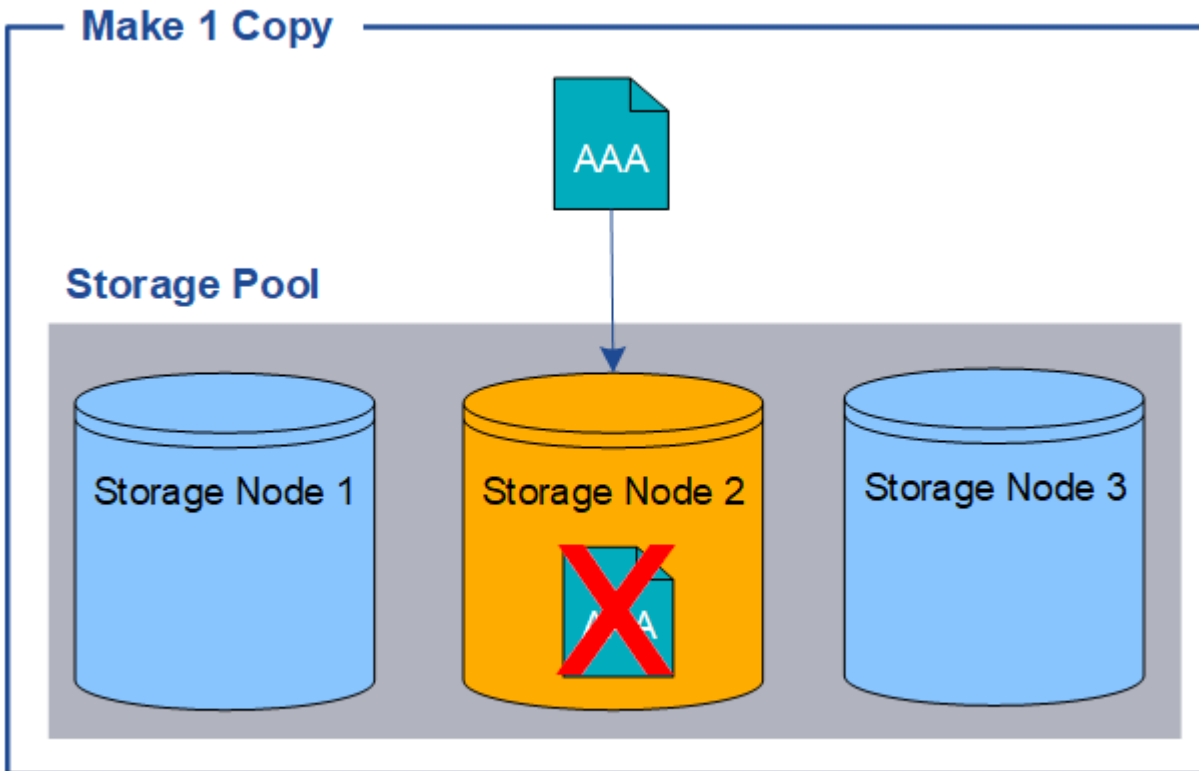 Make 1 Copy
AAA
Storage Pool
Storage Node 1
Storage Node 2
Storage Node 3